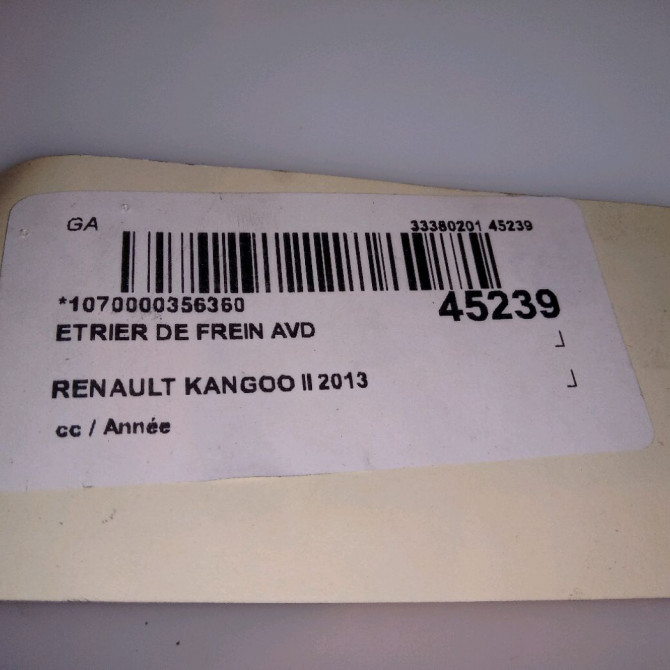 GA
33380201 45239
*1070000356360
45239
ETRIER DE FREIN AVD
RENAULT KANGOO II 2013
cc / Année